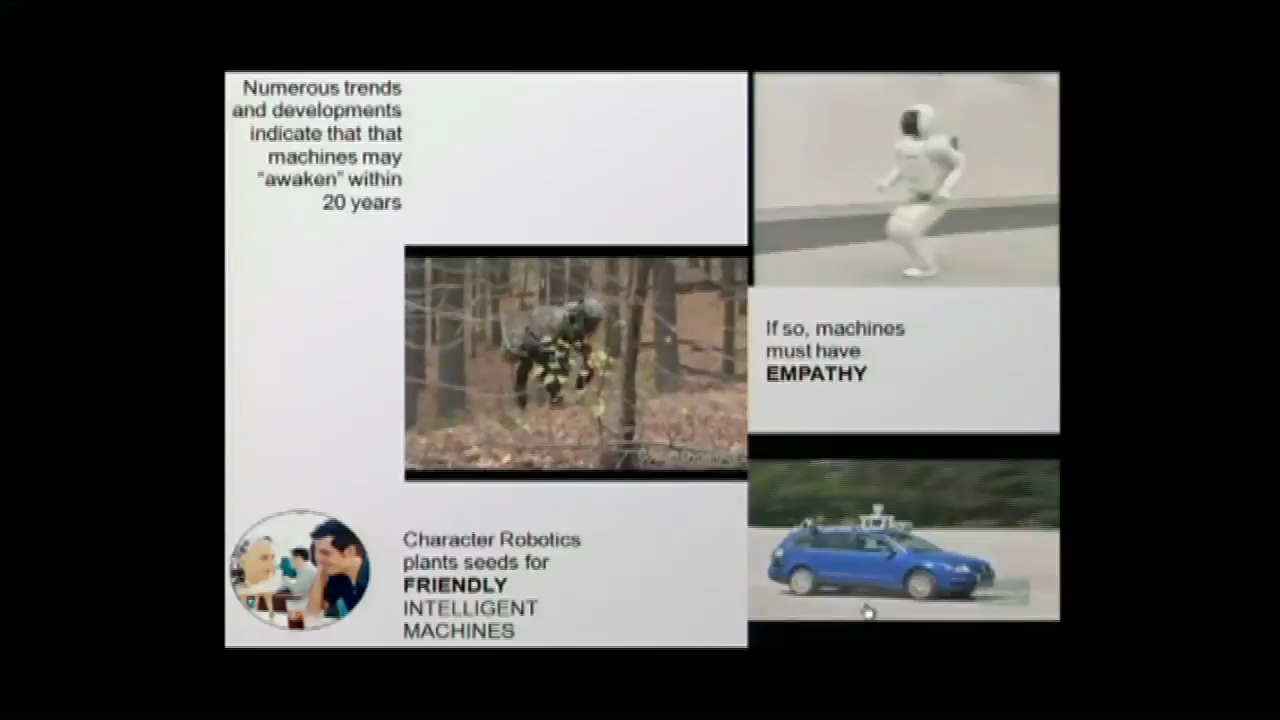 Numerous trends
and developments
indicate that that
machines may
“awaken” within
20 years
If so, machines
must have
EMPATHY
Character Robotics
plants seeds for
FRIENDLY
INTELLIGENT
MACHINES